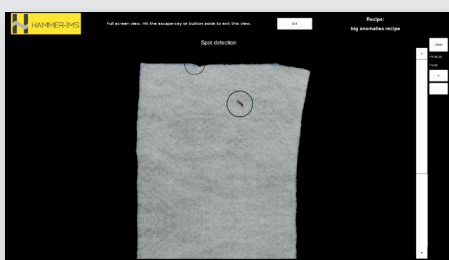 HAMMER-IMS
Full screen view. Hit the escape-key or button aside to exit this view.
Exit
Recipe:
big anomalies recipe
Spot detection